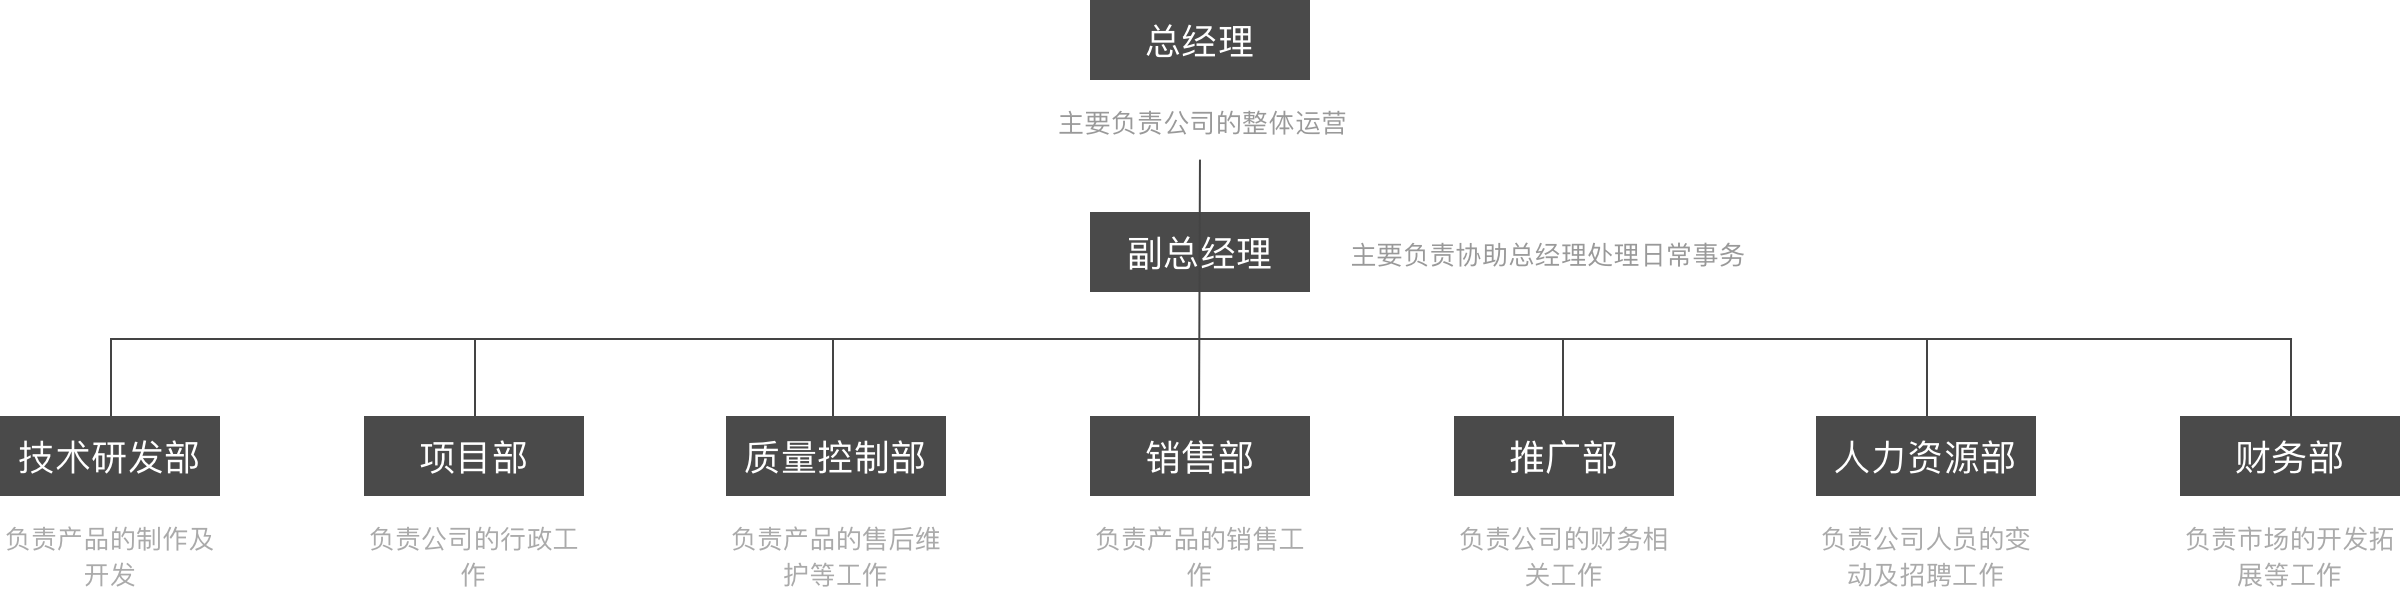 总经理
主要负责公司的整体运营
副总经理
主要负责协助总经理处理日常事务
技术研发部
项目部
质量控制部
销售部
推广部
人力资源部
财务部
负责产品的制作及
开发
负责公司的行政工
作
负责产品的售后维
护等工作
负责产品的销售工
作
负责公司的财务相
关工作
负责公司人员的变
动及招聘工作
负责市场的开发拓
展等工作